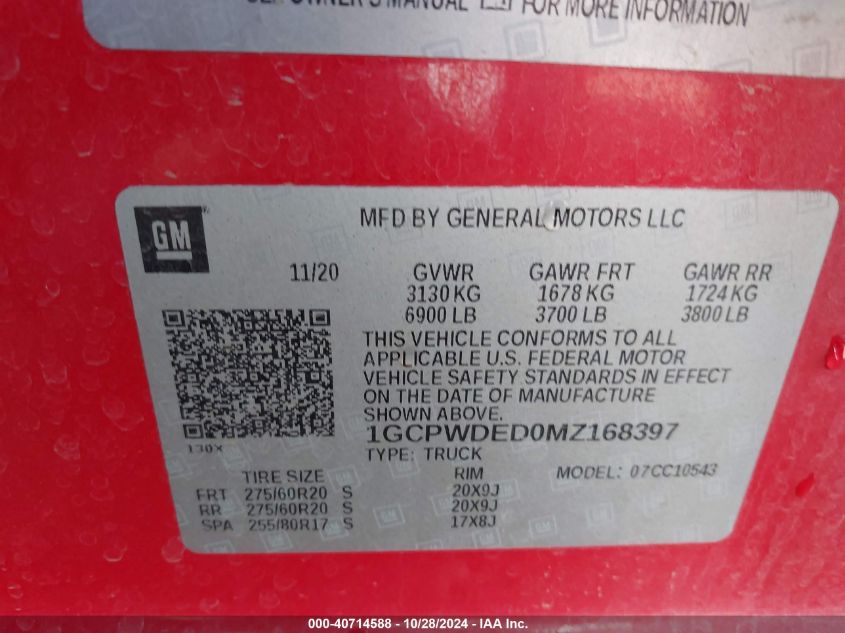 OWNER'S MANUAL FOR MORE INFORMATION
GM
MFD BY GENERAL MOTORS LLC
11/20 GVWR GAWR FRT GAWR RR
3130 KG 1678 KG 1724 KG
6900 LB 3700 LB 3800 LB
THIS VEHICLE CONFORMS TO ALL
APPLICABLE U.S. FEDERAL MOTOR
VEHICLE SAFETY STANDARDS IN EFFECT
ON THE DATE OF MANUFACTURE
SHOWN ABOVE.
130X
1GCPWDED0MZ168397
TYPE: TRUCK
MODEL: 07CC10543
TIRE SIZE RIM
FRT 275/60R20 S 20X9J
RR 275/60R20 S 20X9J
SPA 255/80R17 S 17X8J
000-40714588 - 10/28/2024 - IAA Inc.